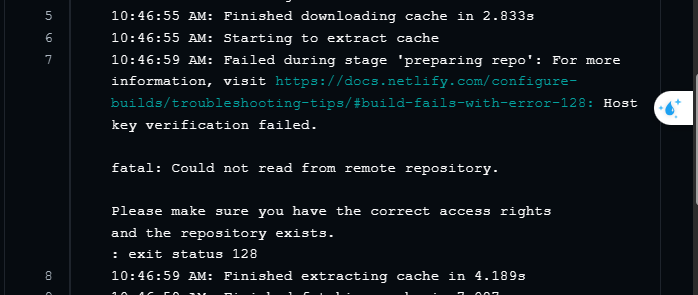 5 10:46:55 AM: Finished downloading cache in 2.833s
6 10:46:55 AM: Starting to extract cache
7 10:46:59 AM: Failed during stage 'preparing repo': For more
information, visit https://docs.netlify.com/configure-
builds/troubleshooting-tips/#build-fails-with-error-128: Host
key verification failed.
fatal: Could not read from remote repository.
Please make sure you have the correct access rights
and the repository exists.
: exit status 128
8 10:46:59 AM: Finished extracting cache in 4.189s